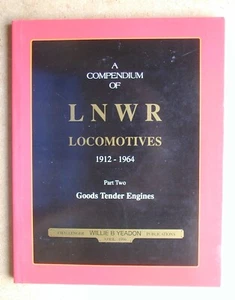 A
COMPENDIUM
OF
LNWR
LOCOMOTIVES
1912 - 1964
Part Two
Goods Tender Engines
WILLIE B YEADON